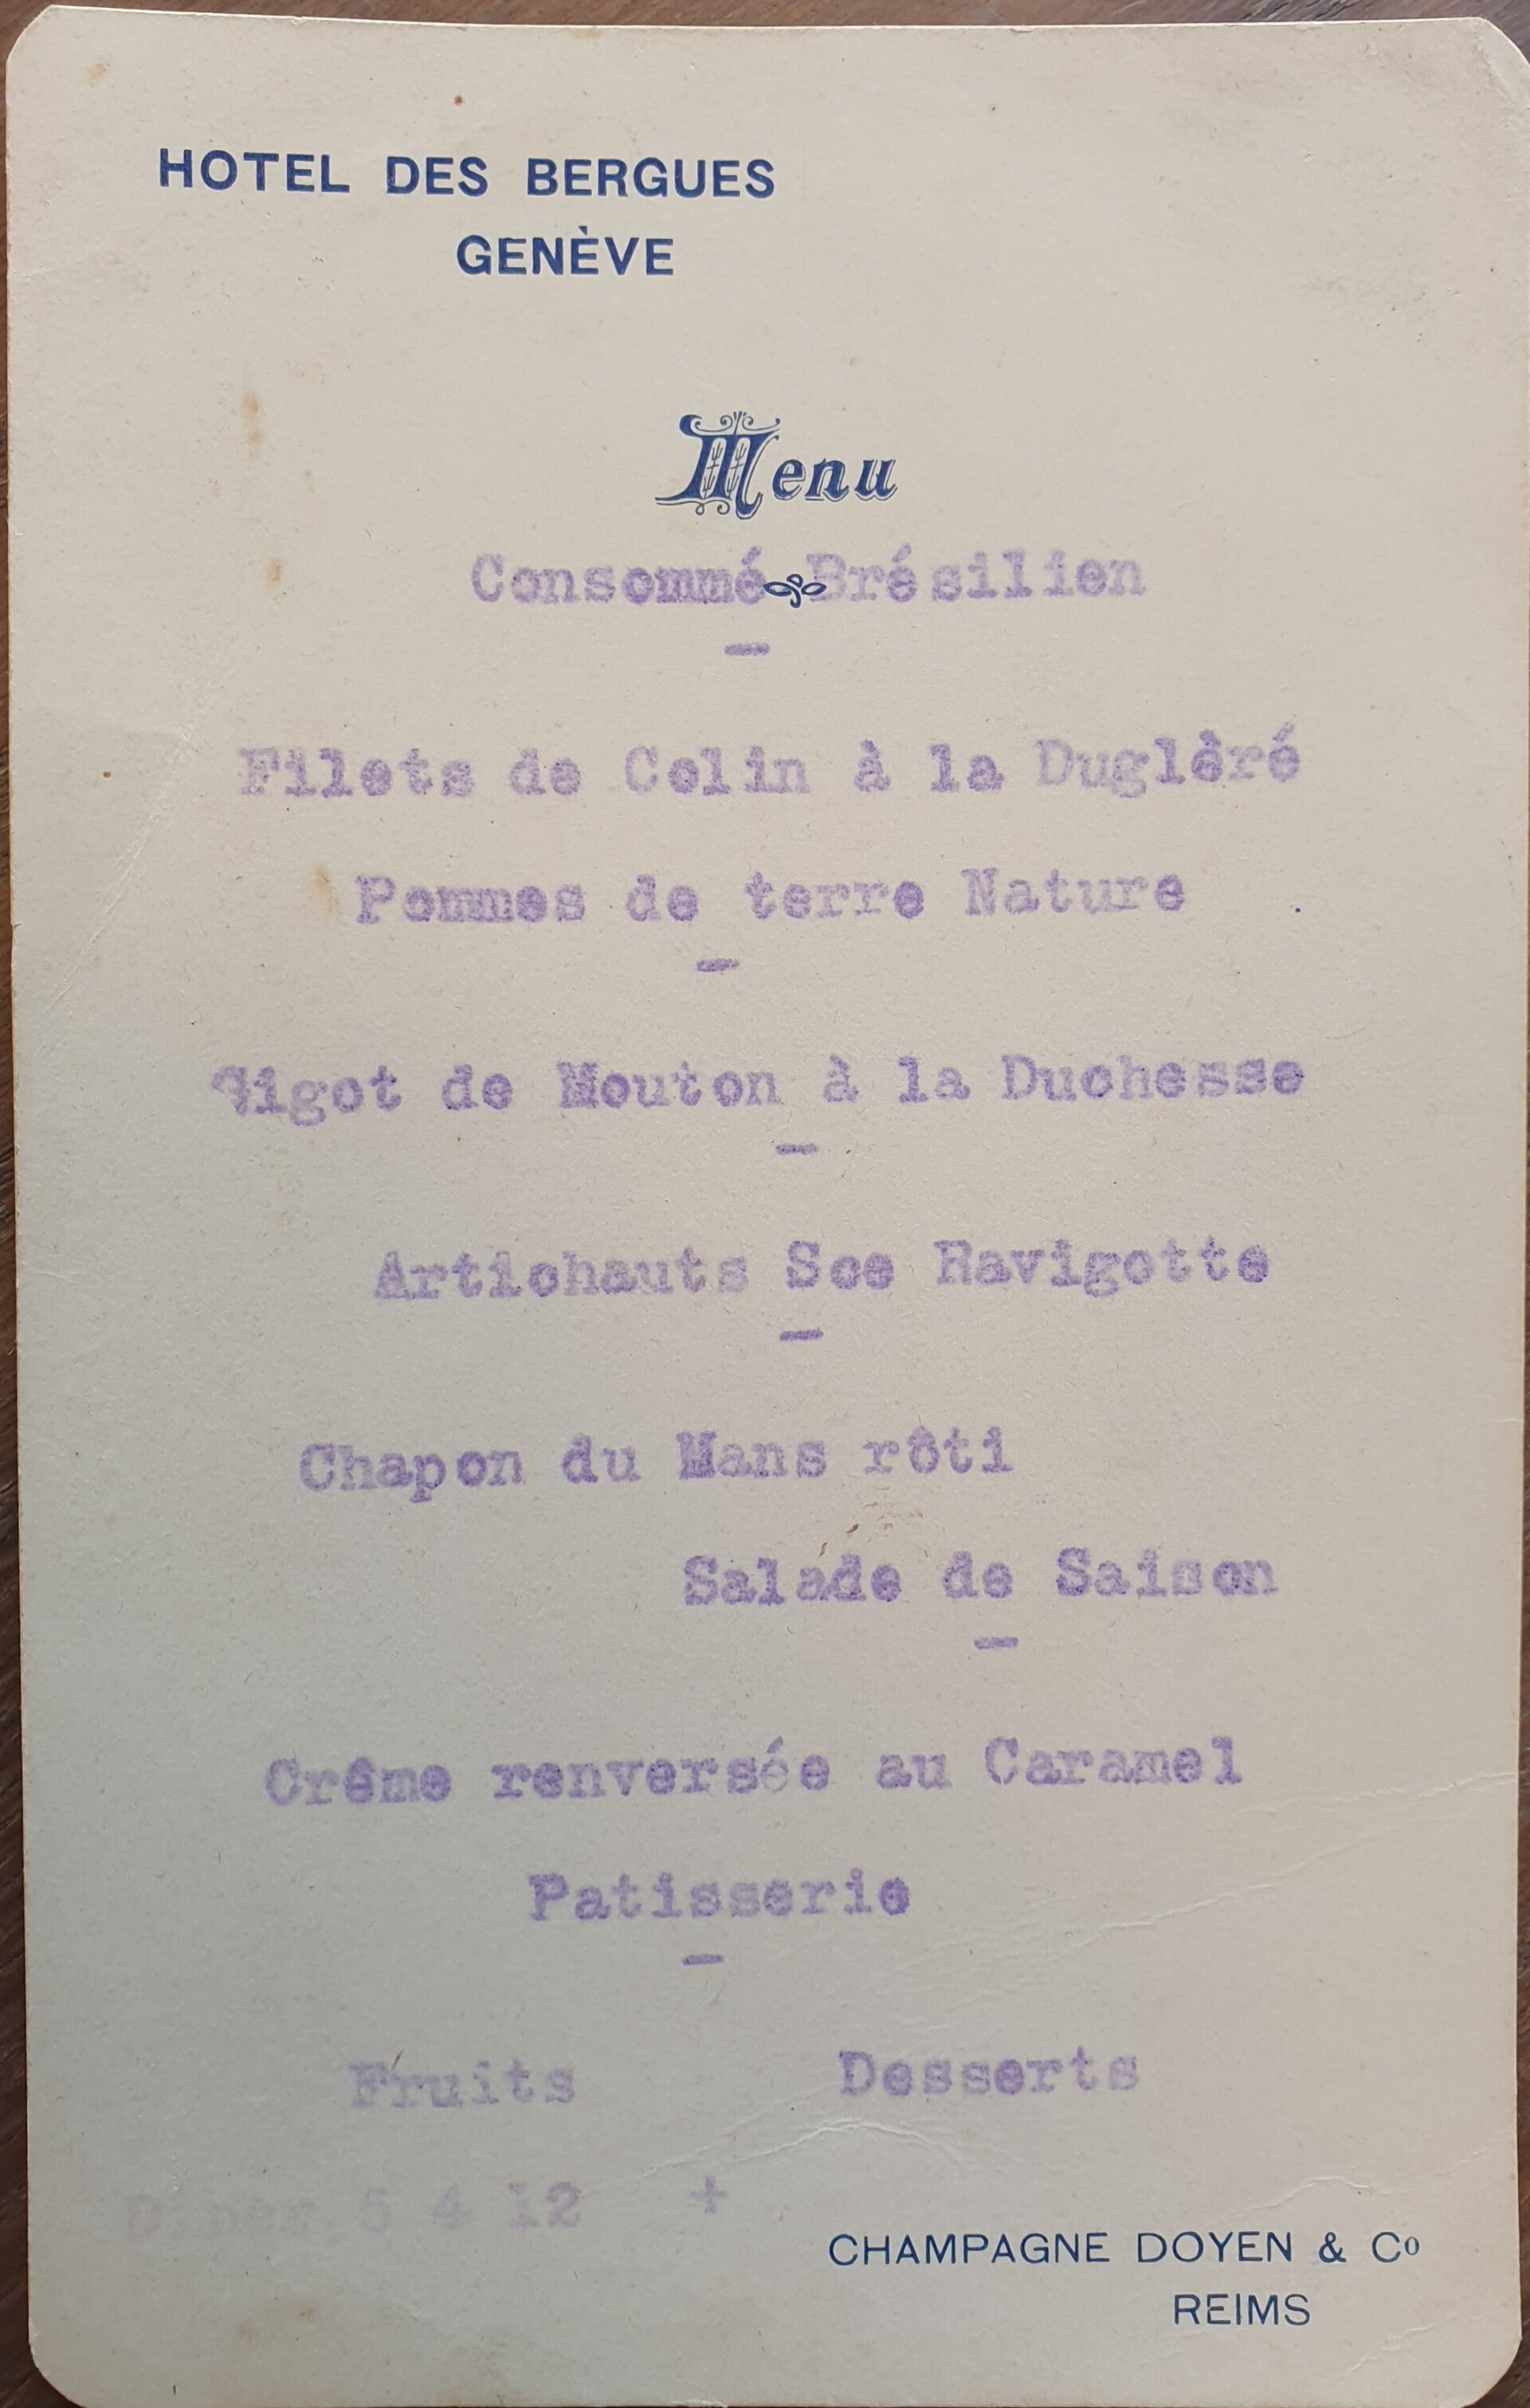 HOTEL DES BERGUES
GENÈVE
Menu
Consommé Brésilien
—
Filets de Colin à la Duglèré
Pommes de terre Nature
—
Gigot de Mouton à la Duchesse
—
Artichauts Sce Ravigotte
—
Chapon du Mans rôti
Salade de Saison
—
Crême renversée au Caramel
Patisserie
—
Fruits Desserts
Diner 5 4 12 +
CHAMPAGNE DOYEN & Co
REIMS